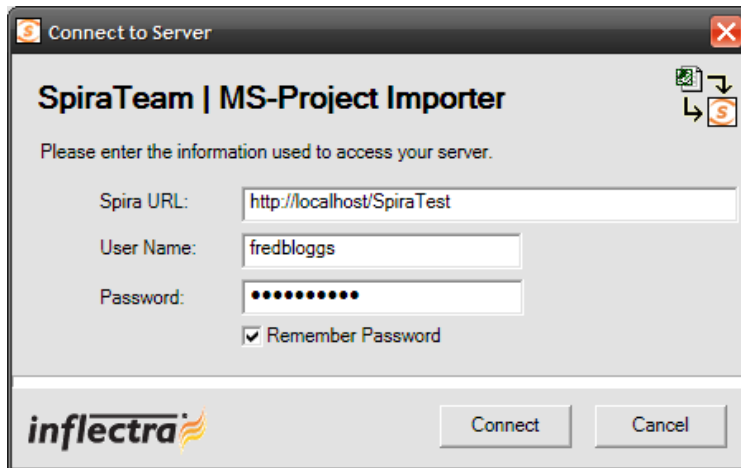 Connect to Server
SpiraTeam | MS-Project Importer
Please enter the information used to access your server.
Spira URL: http://localhost/SpiraTest
User Name: fredbloggs
Password: ●●●●●●●●●●
Remember Password
inflectra Connect Cancel